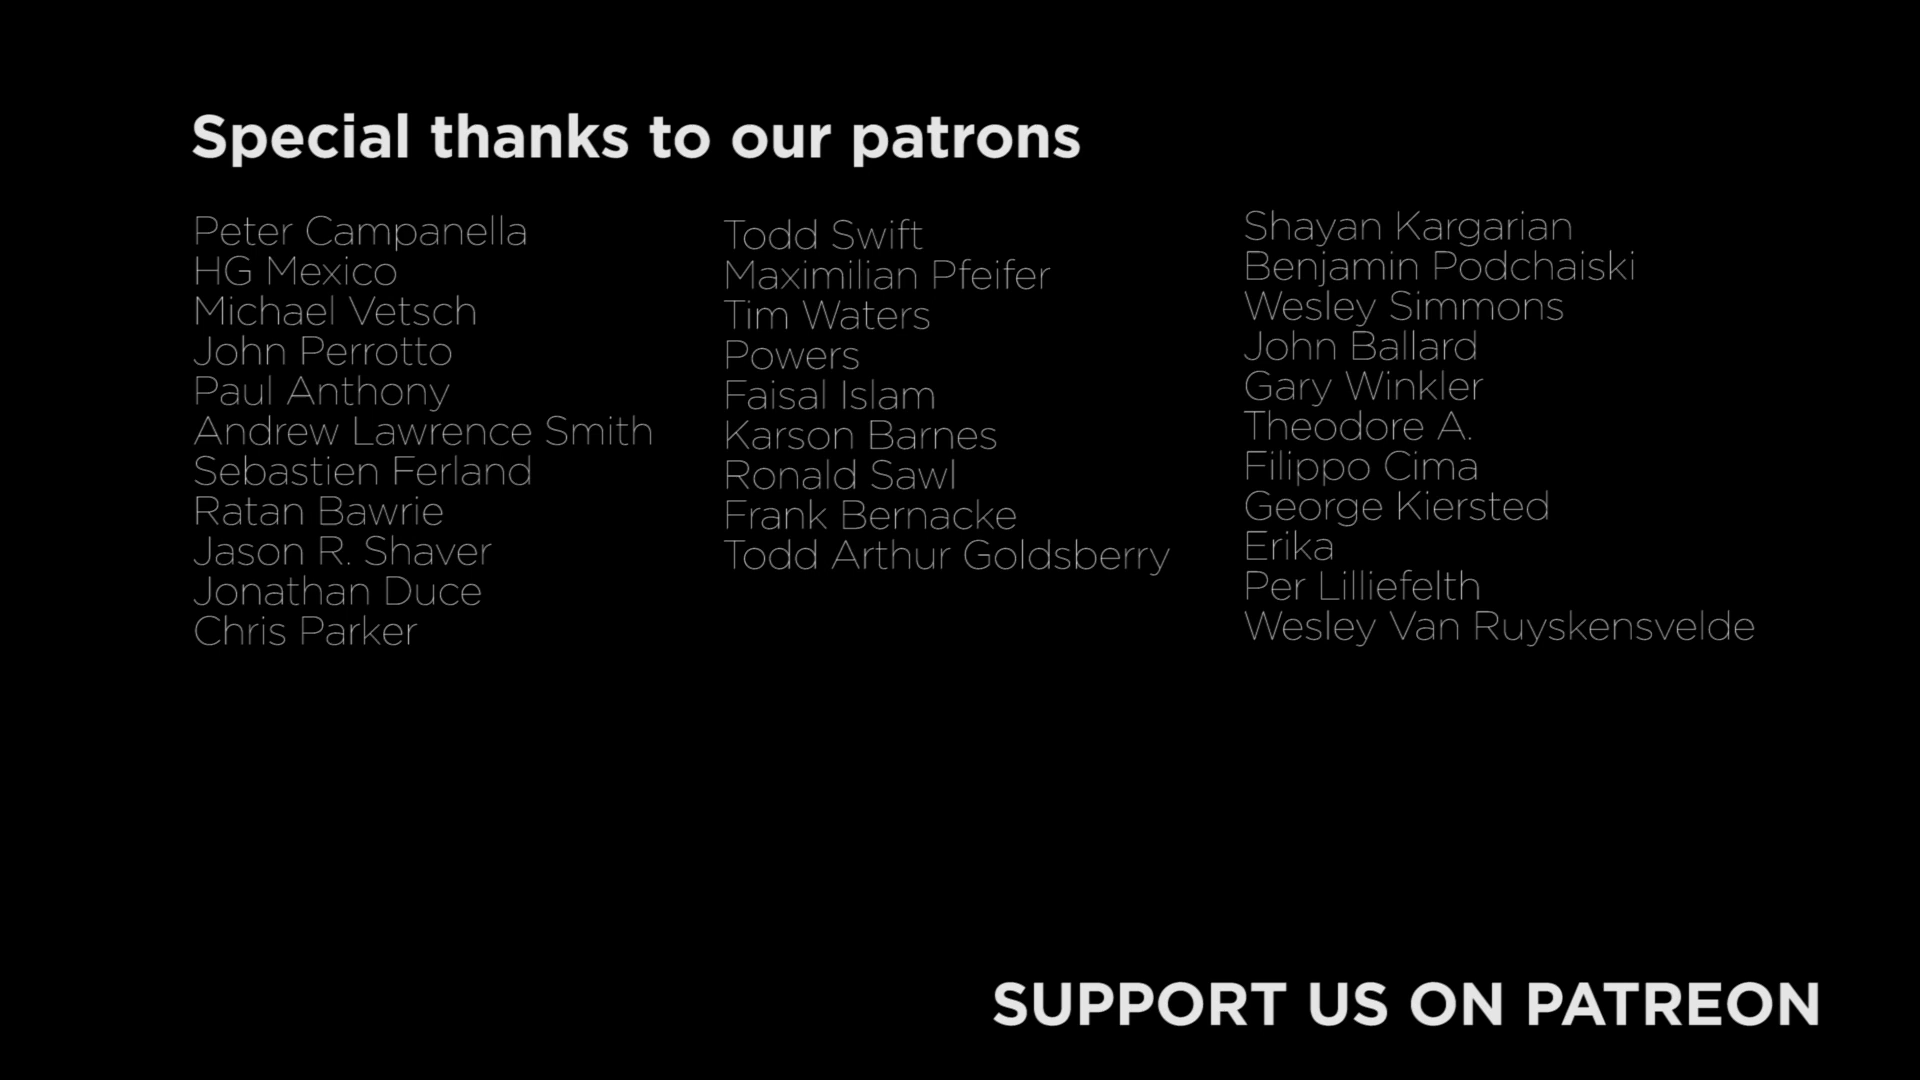 Special thanks to our patrons
Peter Campanella
HG Mexico
Michael Vetsch
John Perrotto
Paul Anthony
Andrew Lawrence Smith
Sebastien Ferland
Ratan Bawrie
Jason R. Shaver
Jonathan Duce
Chris Parker
Todd Swift
Maximilian Pfeifer
Tim Waters
Powers
Faisal Islam
Karson Barnes
Ronald Sawl
Frank Bernacke
Todd Arthur Goldsberry
Shayan Kargarian
Benjamin Podchaiski
Wesley Simmons
John Ballard
Gary Winkler
Theodore A.
Filippo Cima
George Kiersted
Erika
Per Lilliefelth
Wesley Van Ruyskensvelde
SUPPORT US ON PATREON